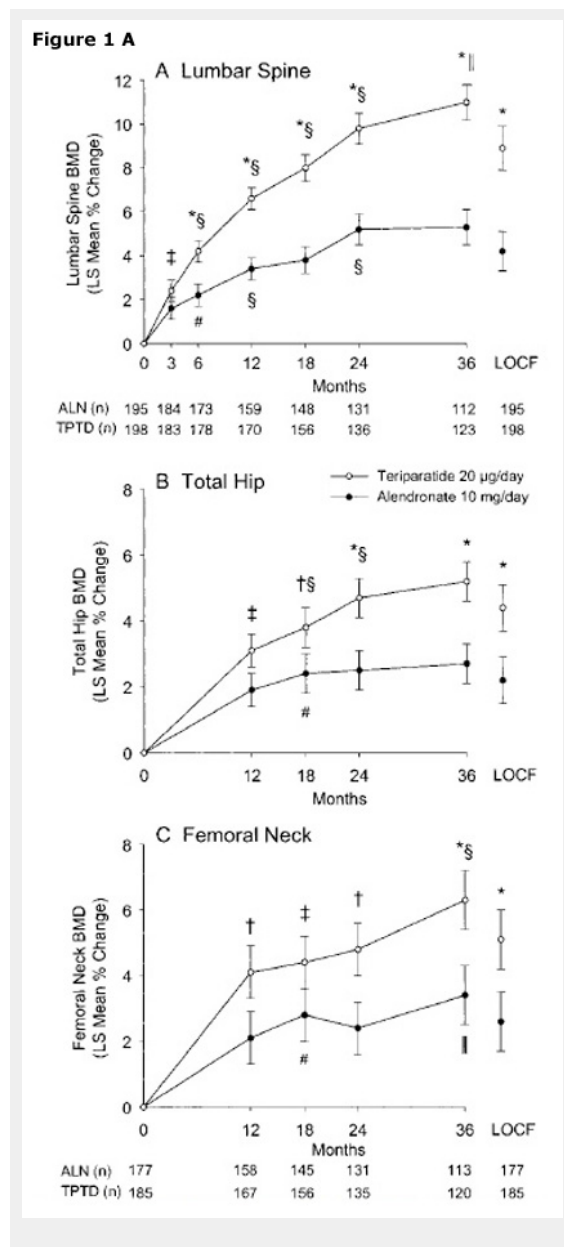 Figure 1 A
A Lumbar Spine
Lumbar Spine BMD
(LS Mean % Change)
12
10
8
6
4
2
0
‡
*§
*§
*§
*§
*||
*
#
§
§
0 3 6 12 18 24 36 LOCF
Months
ALN (n) 195 184 173 159 148 131 112 195
TPTD (n) 198 183 178 170 156 136 123 198
B Total Hip
Teriparatide 20 µg/day
Alendronate 10 mg/day
Total Hip BMD
(LS Mean % Change)
8
6
4
2
0
‡
†§
*§
*
*
#
0 12 18 24 36 LOCF
Months
C Femoral Neck
Femoral Neck BMD
(LS Mean % Change)
8
6
4
2
0
†
‡
†
*§
*
#
||
0 12 18 24 36 LOCF
Months
ALN (n) 177 158 145 131 113 177
TPTD (n) 185 167 156 135 120 185